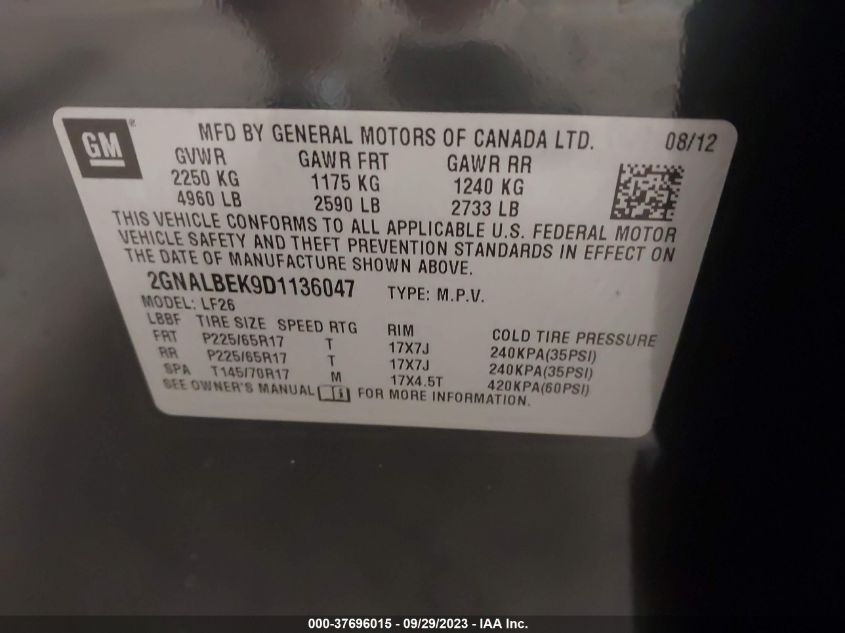 GM
MFD BY GENERAL MOTORS OF CANADA LTD. 08/12
GVWR GAWR FRT GAWR RR
2250 KG 1175 KG 1240 KG
4960 LB 2590 LB 2733 LB
THIS VEHICLE CONFORMS TO ALL APPLICABLE U.S. FEDERAL MOTOR
VEHICLE SAFETY AND THEFT PREVENTION STANDARDS IN EFFECT ON
THE DATE OF MANUFACTURE SHOWN ABOVE.
2GNALBEK9D1136047 TYPE: M.P.V.
MODEL: LF26
LBBF TIRE SIZE SPEED RTG RIM COLD TIRE PRESSURE
FRT P225/65R17 T 17X7J 240KPA(35PSI)
RR P225/65R17 T 17X7J 240KPA(35PSI)
SPA T145/70R17 M 17X4.5T 420KPA(60PSI)
SEE OWNER'S MANUAL i FOR MORE INFORMATION.
000-37696015 - 09/29/2023 - IAA Inc.